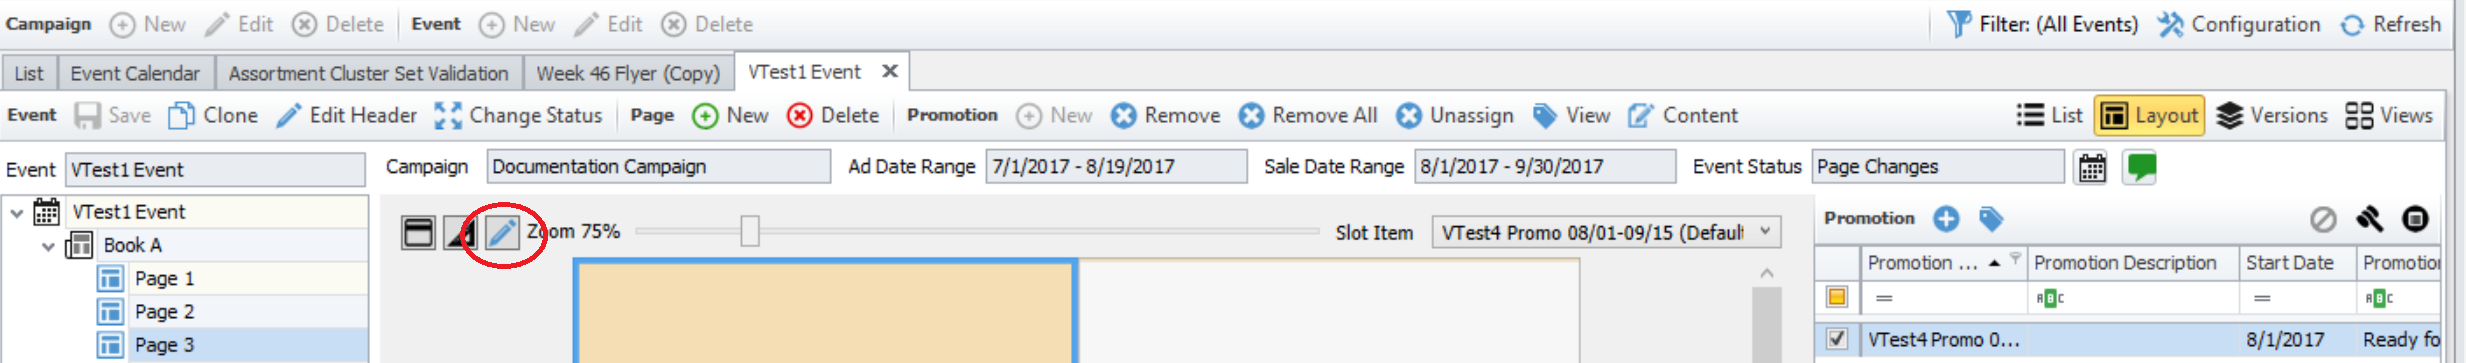 Campaign New Edit Delete Event New Edit Delete Filter: (All Events) Configuration Refresh
List Event Calendar Assortment Cluster Set Validation Week 46 Flyer (Copy) VTest1 Event
Event Save Clone Edit Header Change Status Page New Delete Promotion New Remove Remove All Unassign View Content List Layout Versions Views
Event VTest1 Event Campaign Documentation Campaign Ad Date Range 7/1/2017 - 8/19/2017 Sale Date Range 8/1/2017 - 9/30/2017 Event Status Page Changes
VTest1 Event
Book A
Page 1
Page 2
Page 3
Zoom 75% Slot Item VTest4 Promo 08/01-09/15 (Default
Promotion
Promotion ... Promotion Description Start Date Promotion
= ABC = ABC
VTest4 Promo 0... 8/1/2017 Ready fo